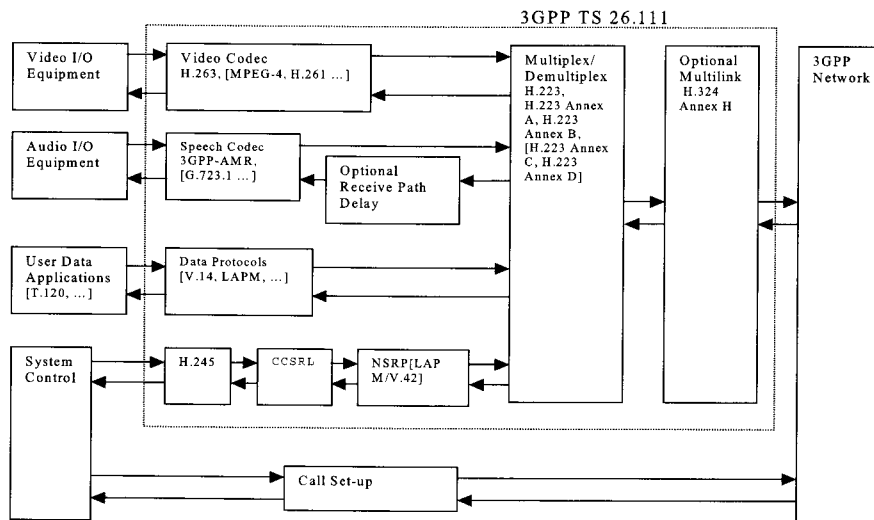 3GPP TS 26.111
Video I/O
Equipment
Video Codec
H.263, [MPEG-4, H.261 ...]
Multiplex/
Demultiplex
H.223,
H.223 Annex
A, H.223
Annex B,
[H.223 Annex
C, H.223
Annex D]
Optional
Multilink
H.324
Annex H
3GPP
Network
Audio I/O
Equipment
Speech Codec
3GPP-AMR,
[G.723.1 ...]
Optional
Receive Path
Delay
User Data
Applications
[T.120, ...]
Data Protocols
[V.14, LAPM, ...]
System
Control
H.245
CCSRL
NSRP[LAP
M/V.42]
Call Set-up